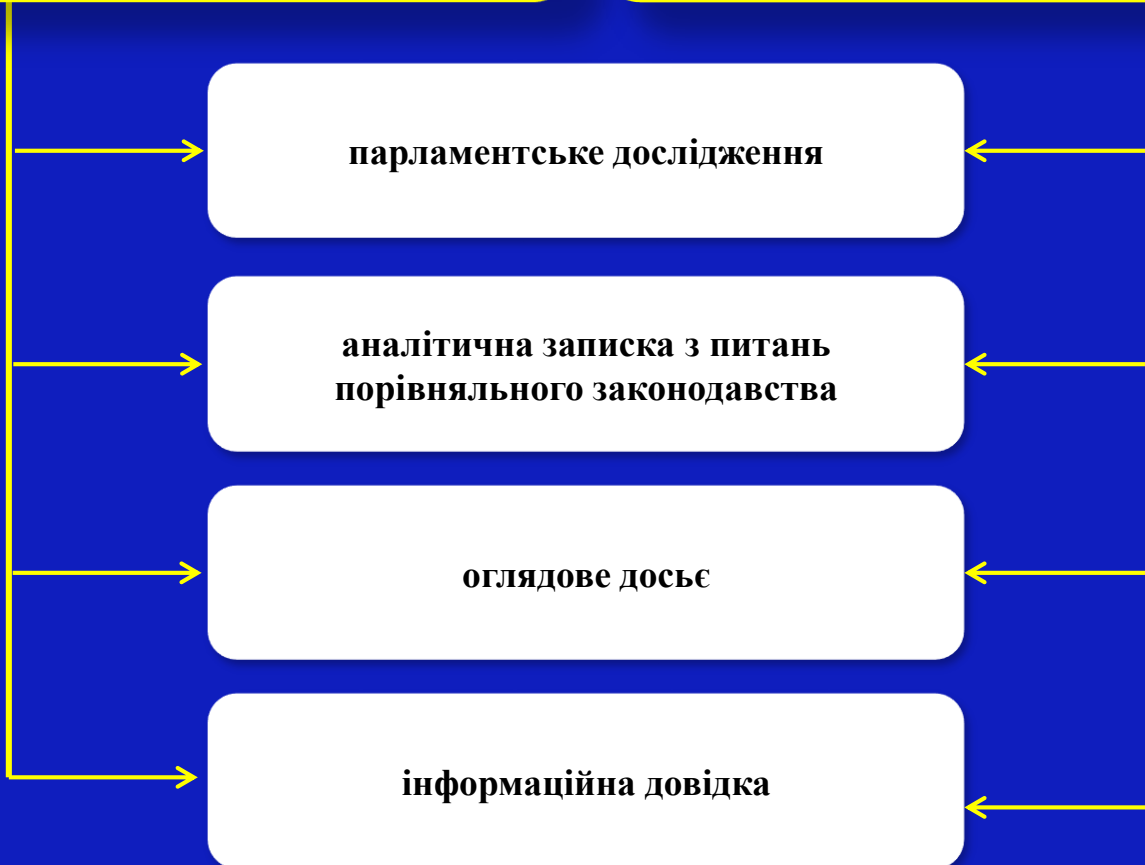 парламентське дослідження
аналітична записка з питань
порівняльного законодавства
оглядове досьє
інформаційна довідка